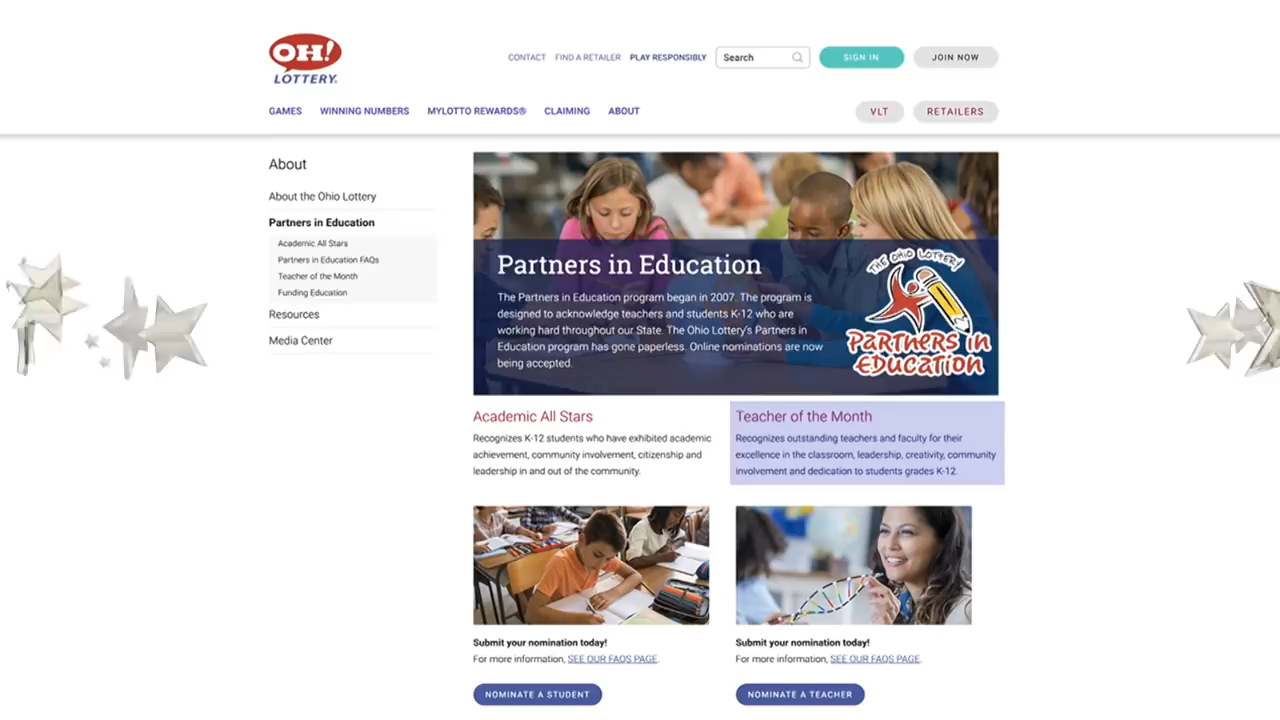 OH!
LOTTERY.
CONTACT
FIND A RETAILER
PLAY RESPONSIBLY
Search
SIGN IN
JOIN NOW
GAMES
WINNING NUMBERS
MYLOTTO REWARDS®
CLAIMING
ABOUT
VLT
RETAILERS
About
About the Ohio Lottery
Partners in Education
Academic All Stars
Partners in Education FAQs
Teacher of the Month
Funding Education
Resources
Media Center
Partners in Education
The Partners in Education program began in 2007. The program is
designed to acknowledge teachers and students K-12 who are
working hard throughout our State. The Ohio Lottery's Partners in
Education program has gone paperless. Online nominations are now
being accepted.
THE OHIO LOTTERY
PARTNERS IN
EDUCATION
Academic All Stars
Recognizes K-12 students who have exhibited academic
achievement, community involvement, citizenship and
leadership in and out of the community.
Teacher of the Month
Recognizes outstanding teachers and faculty for their
excellence in the classroom, leadership, creativity, community
involvement and dedication to students grades K-12.
Submit your nomination today!
For more information, SEE OUR FAQS PAGE.
NOMINATE A STUDENT
Submit your nomination today!
For more information, SEE OUR FAQS PAGE.
NOMINATE A TEACHER